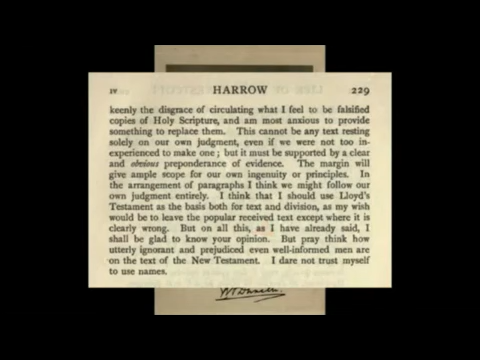 IV HARROW 229
keenly the disgrace of circulating what I feel to be falsified
copies of Holy Scripture, and am most anxious to provide
something to replace them. This cannot be any text resting
solely on our own judgment, even if we were not too in-
experienced to make one; but it must be supported by a clear
and obvious preponderance of evidence. The margin will
give ample scope for our own ingenuity or principles. In
the arrangement of paragraphs I think we might follow our
own judgment entirely. I think that I should use Lloyd's
Testament as the basis both for text and division, as my wish
would be to leave the popular received text except where it is
clearly wrong. But on all this, as I have already said, I
shall be glad to know your opinion. But pray think how
utterly ignorant and prejudiced even well-informed men are
on the text of the New Testament. I dare not trust myself
to use names.